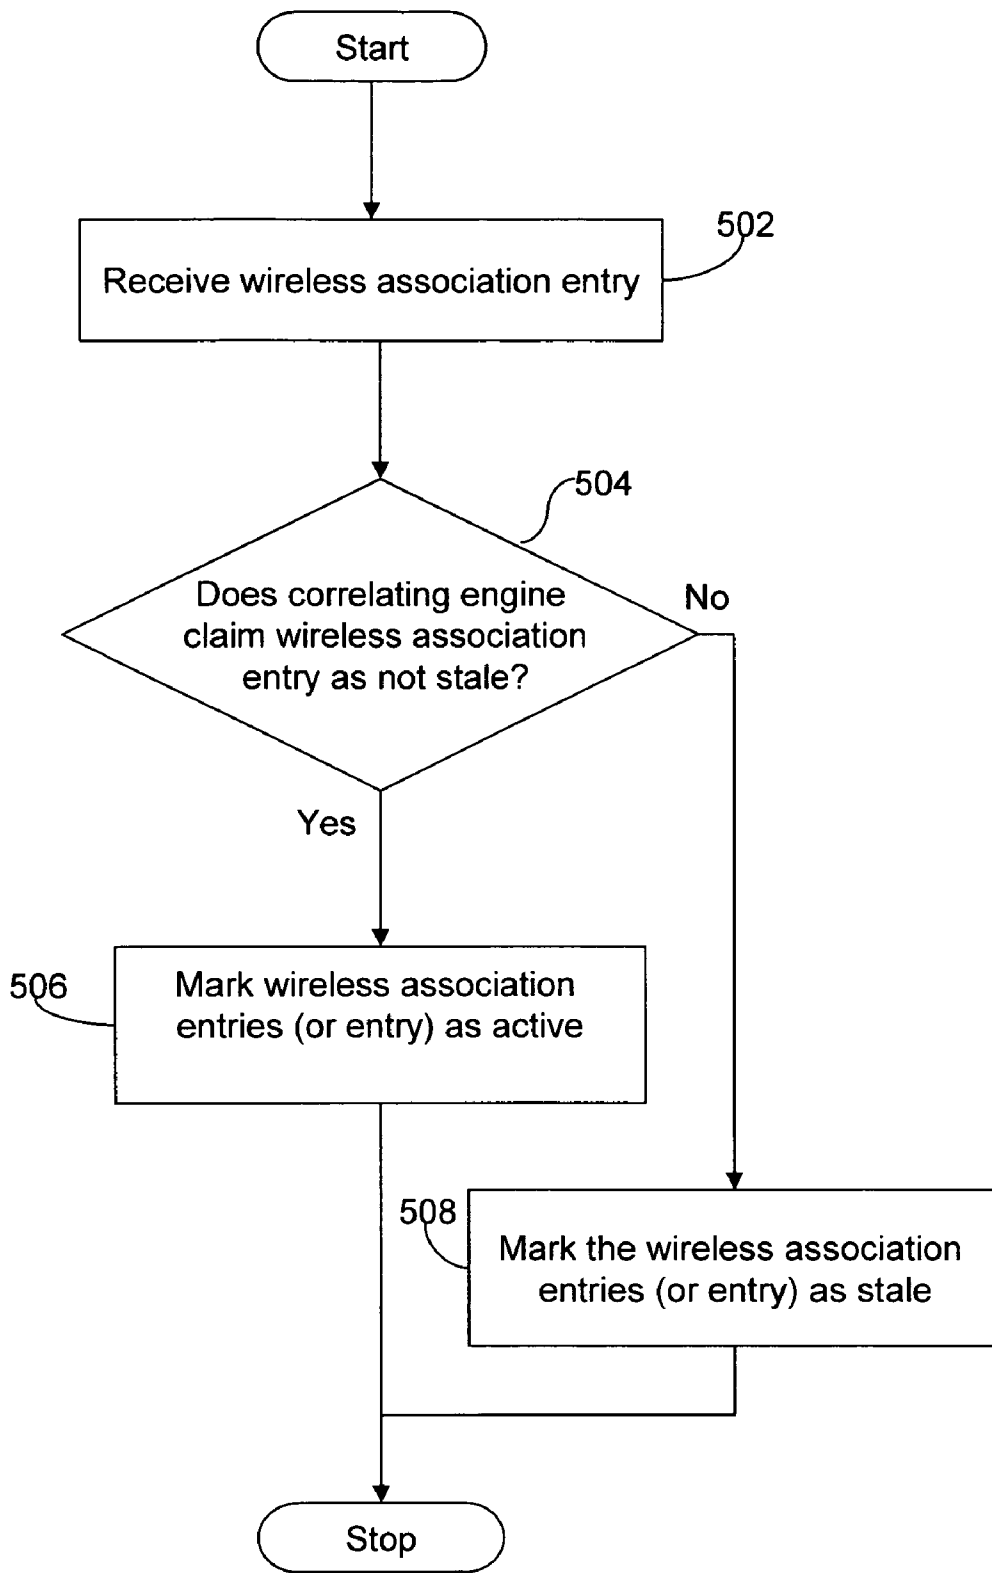 Start
502
Receive wireless association entry
504
Does correlating engine
claim wireless association
entry as not stale?
No
Yes
506
Mark wireless association
entries (or entry) as active
508
Mark the wireless association
entries (or entry) as stale
Stop